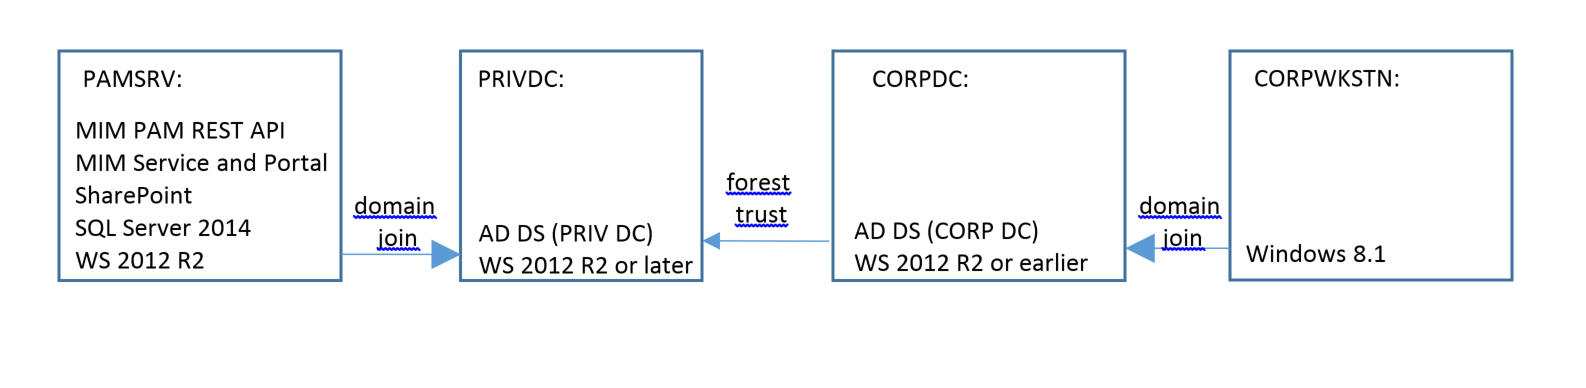 PAMSRV:
MIM PAM REST API
MIM Service and Portal
SharePoint
SQL Server 2014
WS 2012 R2
domain
join
PRIVDC:
AD DS (PRIV DC)
WS 2012 R2 or later
forest
trust
CORPDC:
AD DS (CORP DC)
WS 2012 R2 or earlier
domain
join
CORPWKSTN:
Windows 8.1